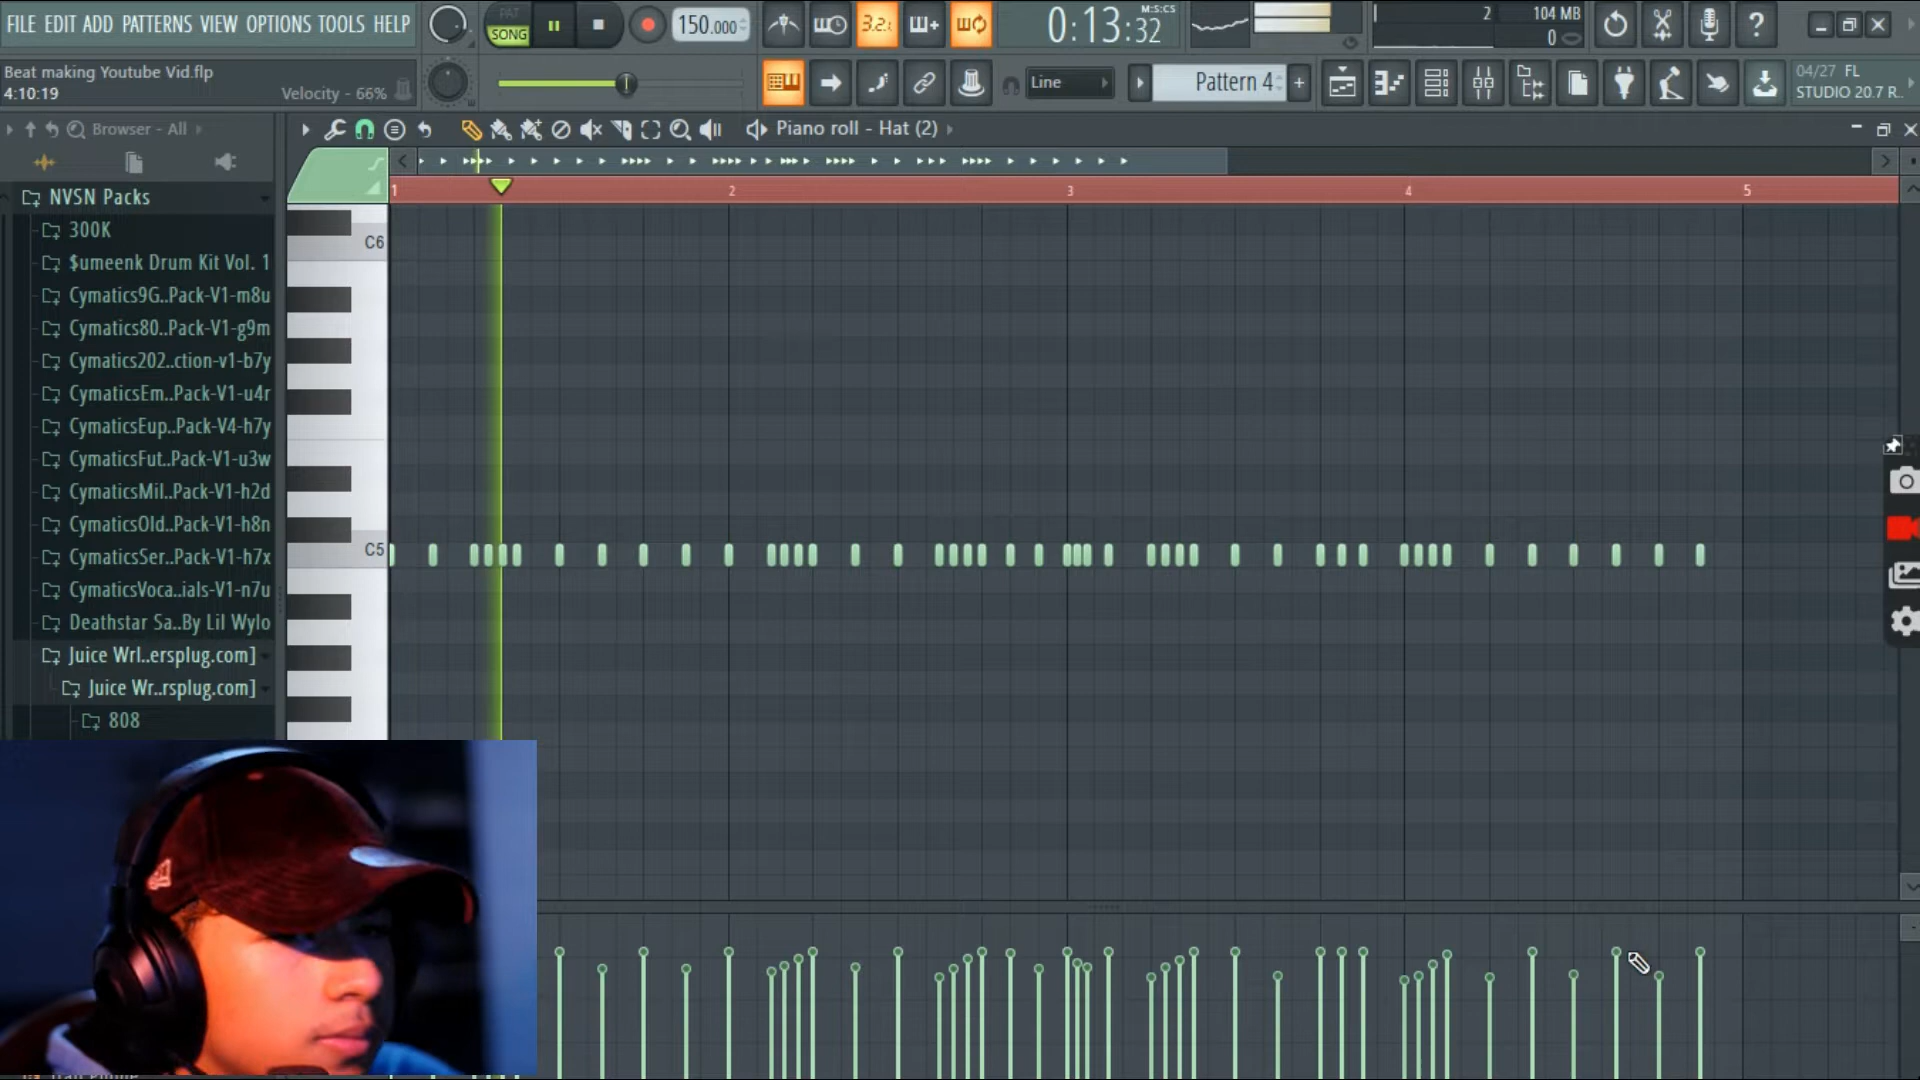 FILE EDIT ADD PATTERNS VIEW OPTIONS TOOLS HELP
PAT
SONG
150.000
3.2.
0:13:32
M:S:CS
2
104 MB
0
Beat making Youtube Vid.flp
4:10:19
Velocity - 66%
Line
Pattern 4
04/27 FL
STUDIO 20.7 R..
Browser - All
Piano roll - Hat (2)
1
2
3
4
5
NVSN Packs
300K
$umeenk Drum Kit Vol. 1
Cymatics9G..Pack-V1-m8u
Cymatics80..Pack-V1-g9m
Cymatics202..ction-v1-b7y
CymaticsEm..Pack-V1-u4r
CymaticsEup..Pack-V4-h7y
CymaticsFut..Pack-V1-u3w
CymaticsMil..Pack-V1-h2d
CymaticsOld..Pack-V1-h8n
CymaticsSer..Pack-V1-h7x
CymaticsVoca..ials-V1-n7u
Deathstar Sa..By Lil Wylo
Juice Wrl..ersplug.com]
Juice Wr..rsplug.com]
808
C6
C5